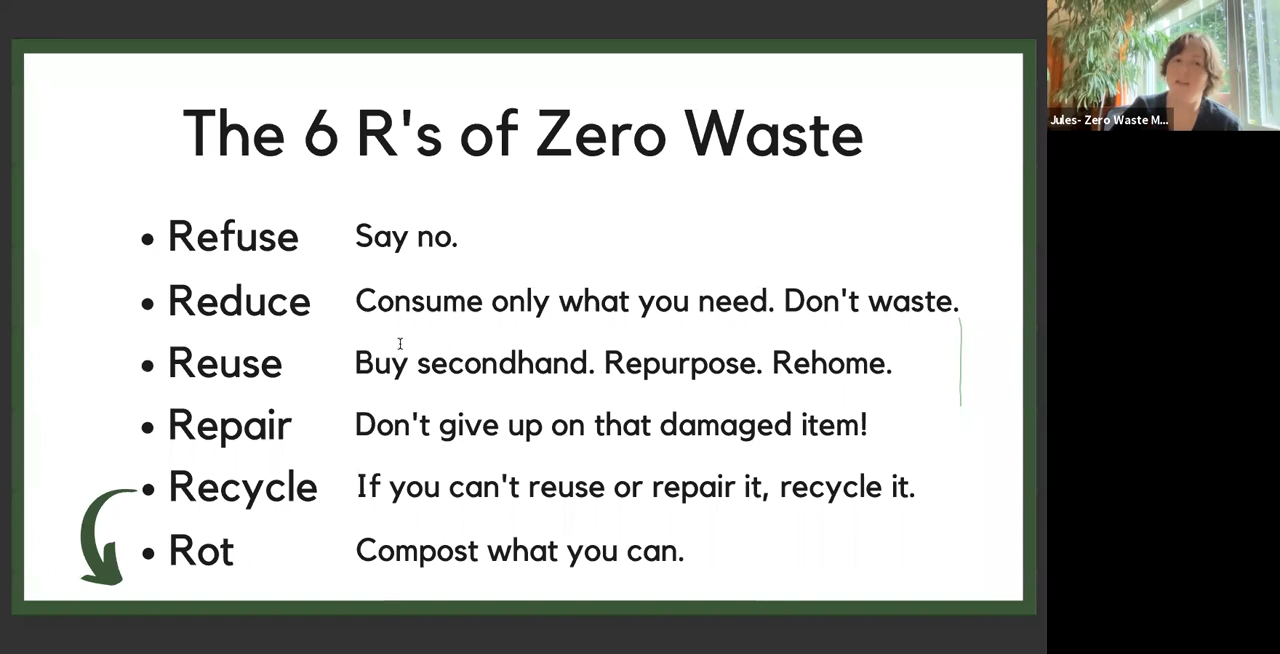 The 6 R's of Zero Waste
• Refuse Say no.
• Reduce Consume only what you need. Don't waste.
• Reuse Buy secondhand. Repurpose. Rehome.
• Repair Don't give up on that damaged item!
• Recycle If you can't reuse or repair it, recycle it.
• Rot Compost what you can.
Jules- Zero Waste M...